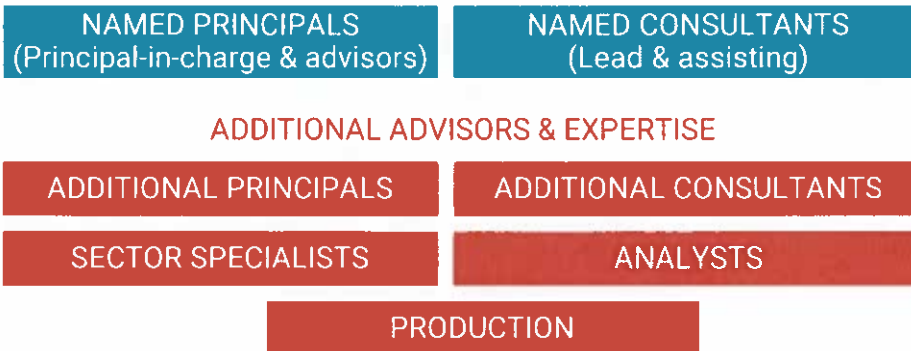 NAMED PRINCIPALS
(Principal-in-charge & advisors)
NAMED CONSULTANTS
(Lead & assisting)
ADDITIONAL ADVISORS & EXPERTISE
ADDITIONAL PRINCIPALS
ADDITIONAL CONSULTANTS
SECTOR SPECIALISTS
ANALYSTS
PRODUCTION